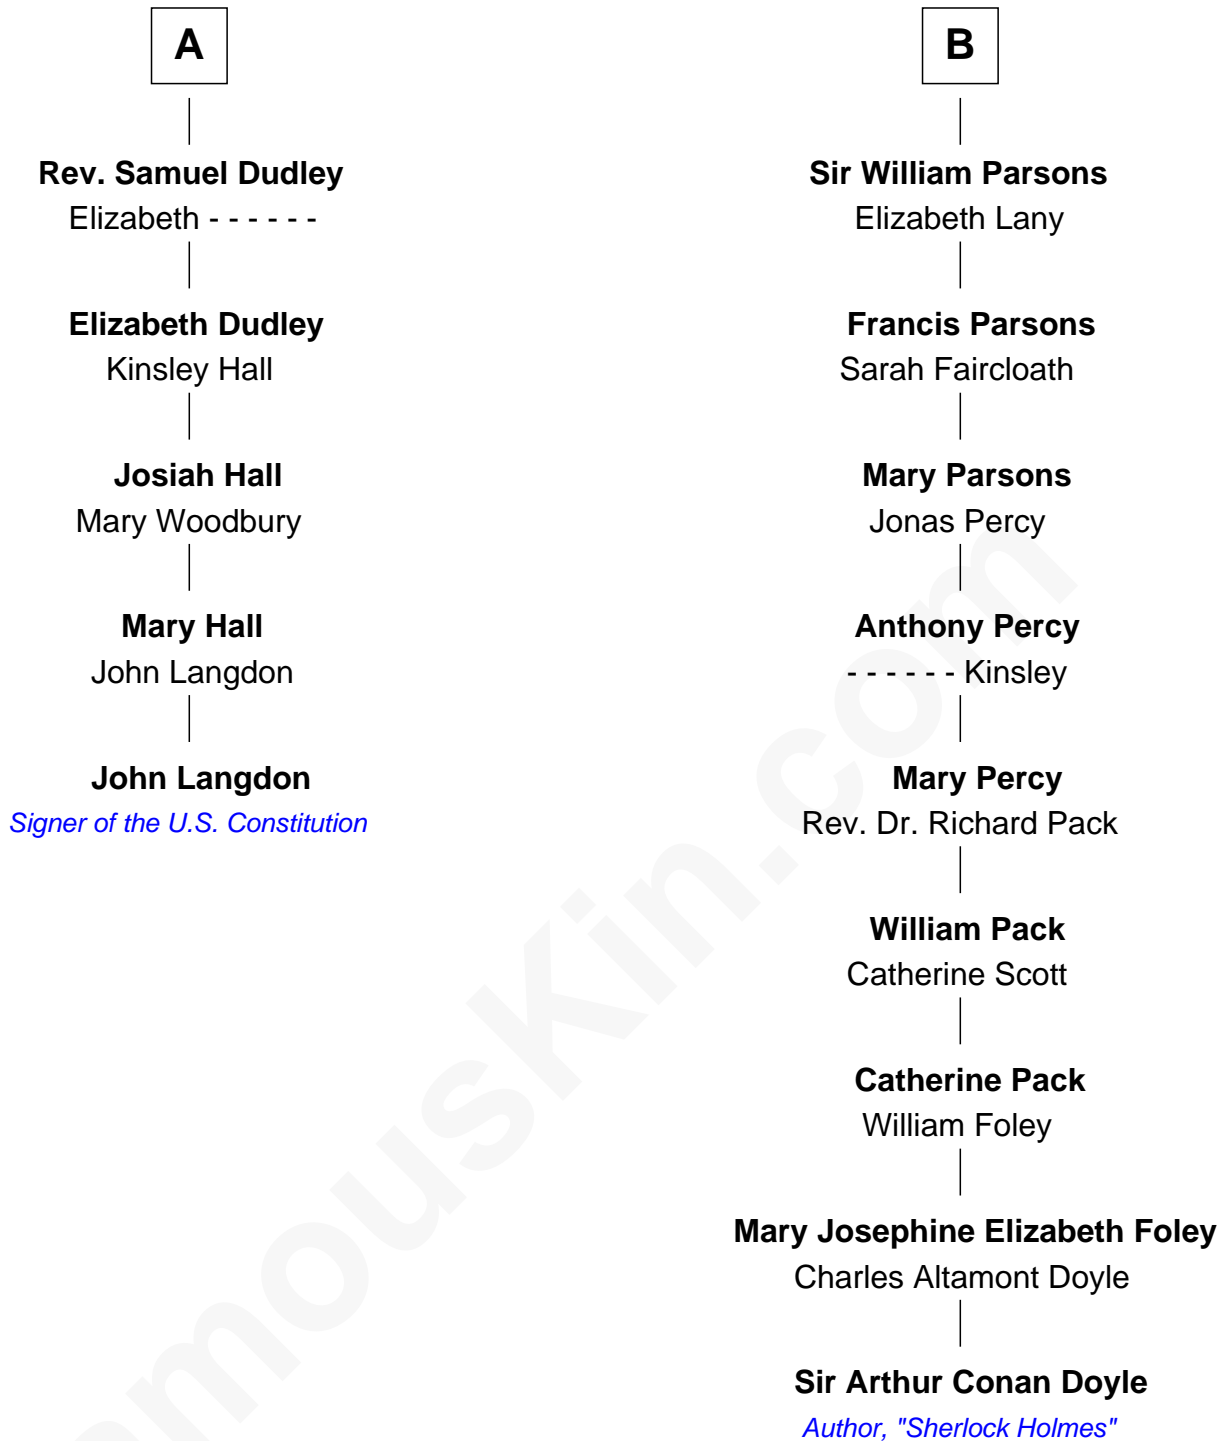 A
Rev. Samuel Dudley
Elizabeth - - - - - -
Elizabeth Dudley
Kinsley Hall
Josiah Hall
Mary Woodbury
Mary Hall
John Langdon
John Langdon
Signer of the U.S. Constitution
B
Sir William Parsons
Elizabeth Lany
Francis Parsons
Sarah Faircloath
Mary Parsons
Jonas Percy
Anthony Percy
- - - - - - Kinsley
Mary Percy
Rev. Dr. Richard Pack
William Pack
Catherine Scott
Catherine Pack
William Foley
Mary Josephine Elizabeth Foley
Charles Altamont Doyle
Sir Arthur Conan Doyle
Author, "Sherlock Holmes"
amouskin.com